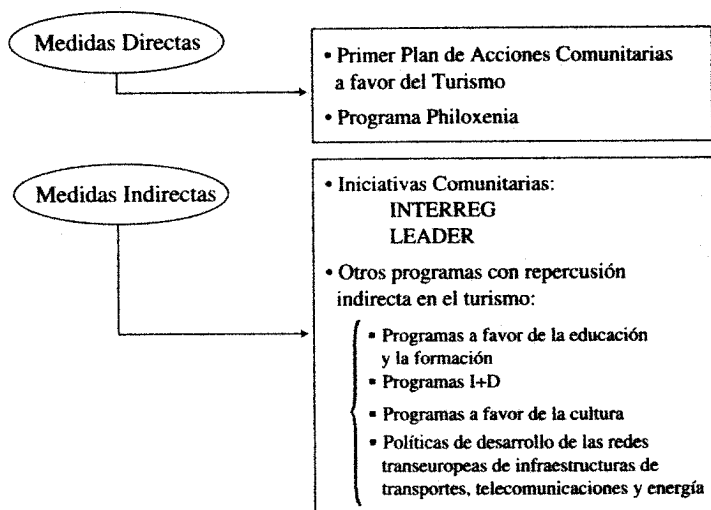 Medidas Directas
• Primer Plan de Acciones Comunitarias
a favor del Turismo
• Programa Philoxenia
Medidas Indirectas
• Iniciativas Comunitarias:
INTERREG
LEADER
• Otros programas con repercusión
indirecta en el turismo:
▪ Programas a favor de la educación
y la formación
▪ Programas I+D
▪ Programas a favor de la cultura
▪ Políticas de desarrollo de las redes
transeuropeas de infraestructuras de
transportes, telecomunicaciones y energía